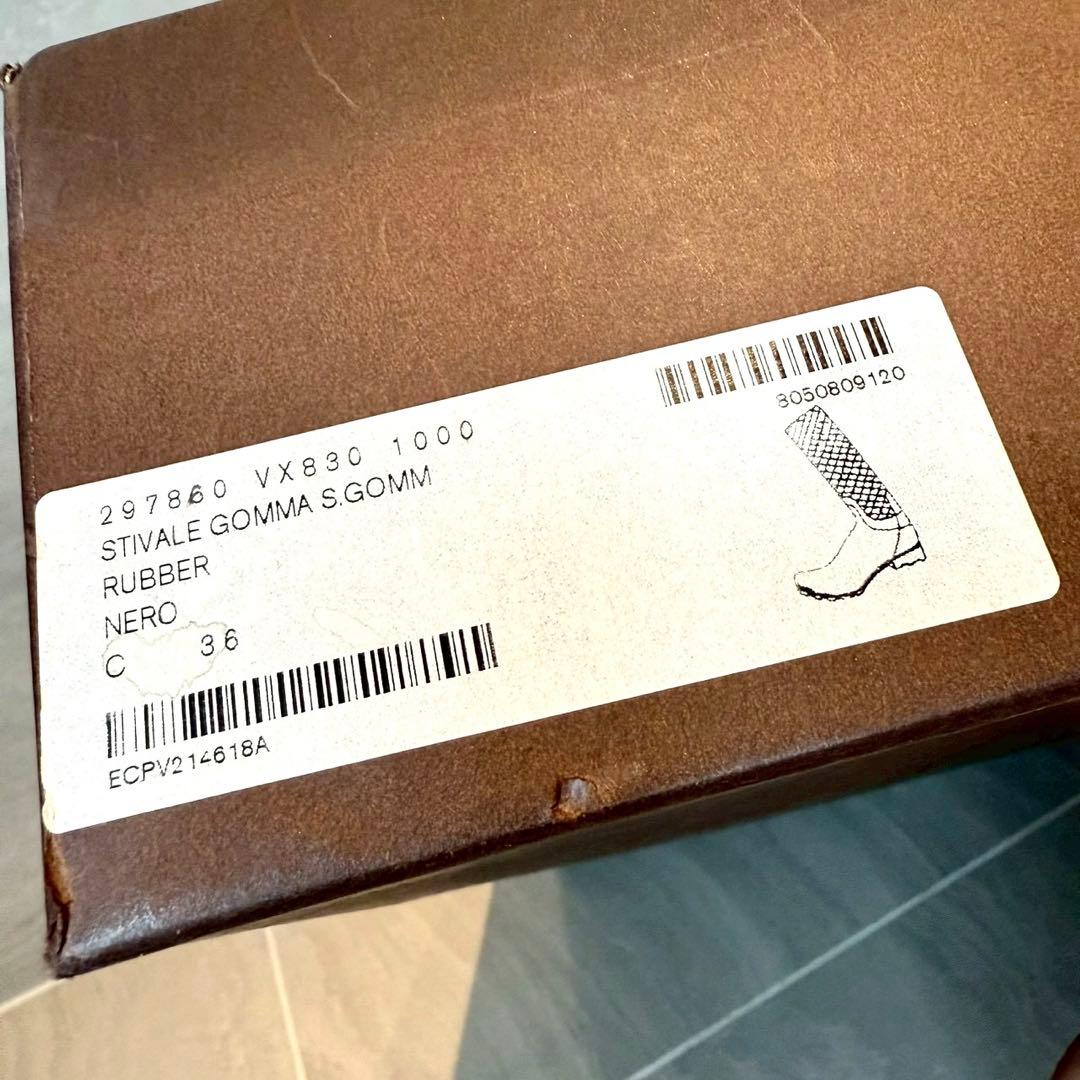 8050809120
297860 VX830 1000
STIVALE GOMMA S.GOMM
RUBBER
NERO
C 36
ECPV214618A